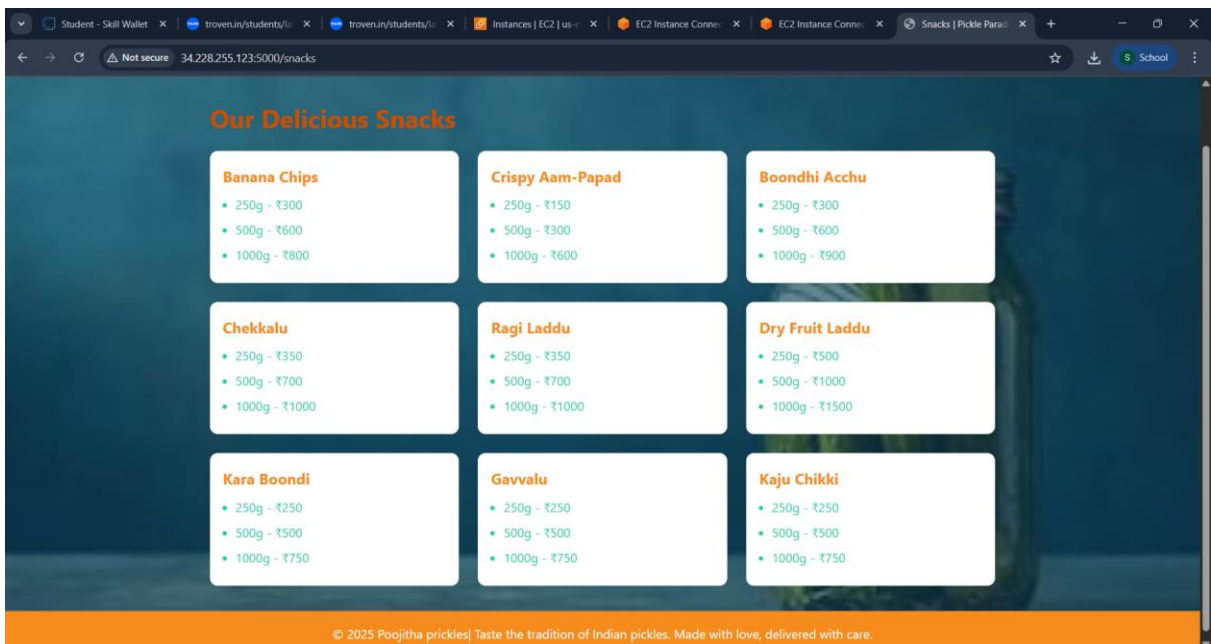 Student - Skill Wallet
troven.in/students/la
troven.in/students/la
Instances | EC2 | us-e
EC2 Instance Connec
EC2 Instance Connec
Snacks | Pickle Parad
Not secure
34.228.255.123:5000/snacks
S School
Our Delicious Snacks
Banana Chips
• 250g - ₹300
• 500g - ₹600
• 1000g - ₹800
Crispy Aam-Papad
• 250g - ₹150
• 500g - ₹300
• 1000g - ₹600
Boondhi Acchu
• 250g - ₹300
• 500g - ₹600
• 1000g - ₹900
Chekkalu
• 250g - ₹350
• 500g - ₹700
• 1000g - ₹1000
Ragi Laddu
• 250g - ₹350
• 500g - ₹700
• 1000g - ₹1000
Dry Fruit Laddu
• 250g - ₹500
• 500g - ₹1000
• 1000g - ₹1500
Kara Boondi
• 250g - ₹250
• 500g - ₹500
• 1000g - ₹750
Gavvalu
• 250g - ₹250
• 500g - ₹500
• 1000g - ₹750
Kaju Chikki
• 250g - ₹250
• 500g - ₹500
• 1000g - ₹750
© 2025 Poojitha prickles| Taste the tradition of Indian pickles. Made with love, delivered with care.